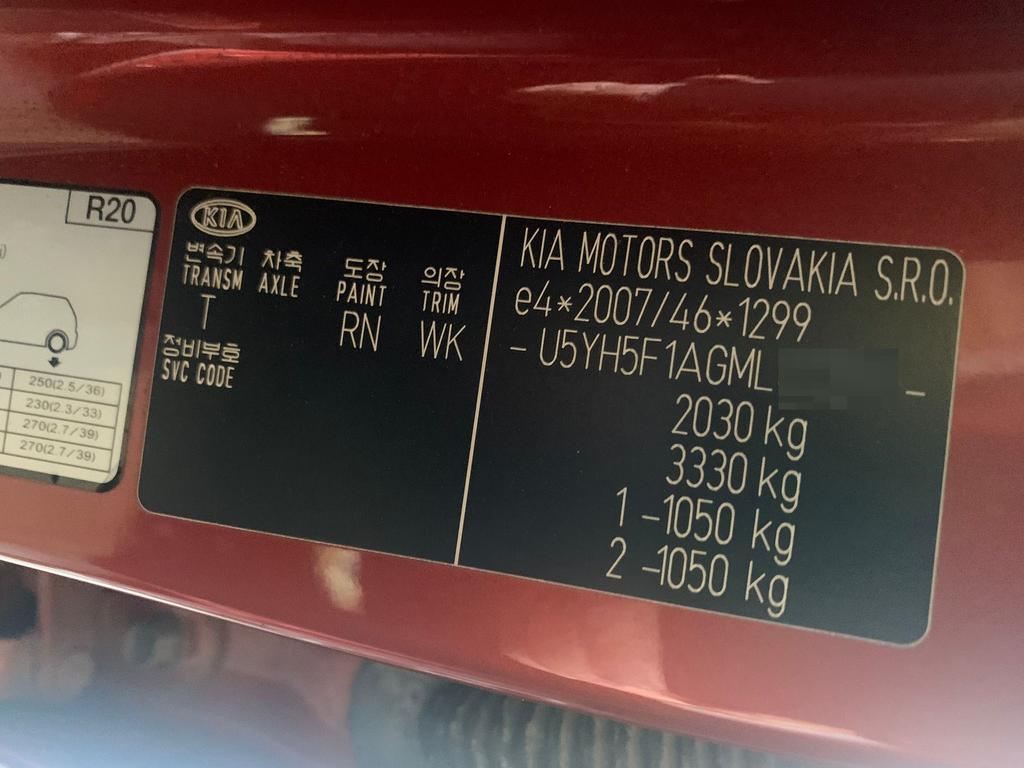 R20
250(2.5/36)
230(2.3/33)
270(2.7/39)
270(2.7/39)
KIA
변속기 차축 도장 의장
TRANSM AXLE PAINT TRIM
T RN WK
정비부호
SVC CODE
KIA MOTORS SLOVAKIA S.R.O.
e4*2007/46*1299
- U5YH5F1AGML -
2030 kg
3330 kg
1 -1050 kg
2 -1050 kg